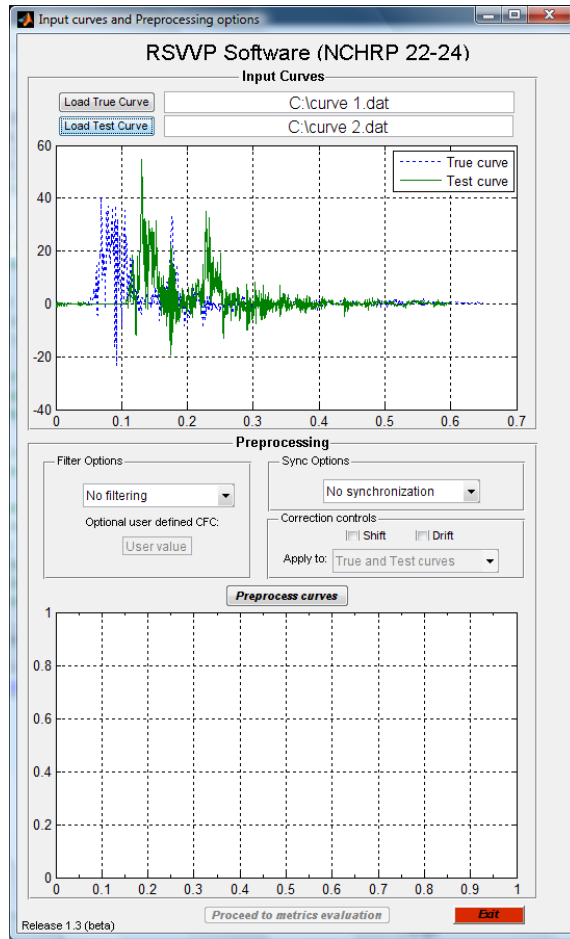 Input curves and Preprocessing options
RSVVP Software (NCHRP 22-24)
Input Curves
Load True Curve C:\curve 1.dat
Load Test Curve C:\curve 2.dat
60
True curve
Test curve
40
20
0
-20
-40
0 0.1 0.2 0.3 0.4 0.5 0.6 0.7
Preprocessing
Filter Options Sync Options
No filtering No synchronization
Optional user defined CFC: Correction controls
User value Shift Drift
Apply to: True and Test curves
Preprocess curves
1
0.8
0.6
0.4
0.2
0
0 0.1 0.2 0.3 0.4 0.5 0.6 0.7 0.8 0.9 1
Proceed to metrics evaluation Exit
Release 1.3 (beta)